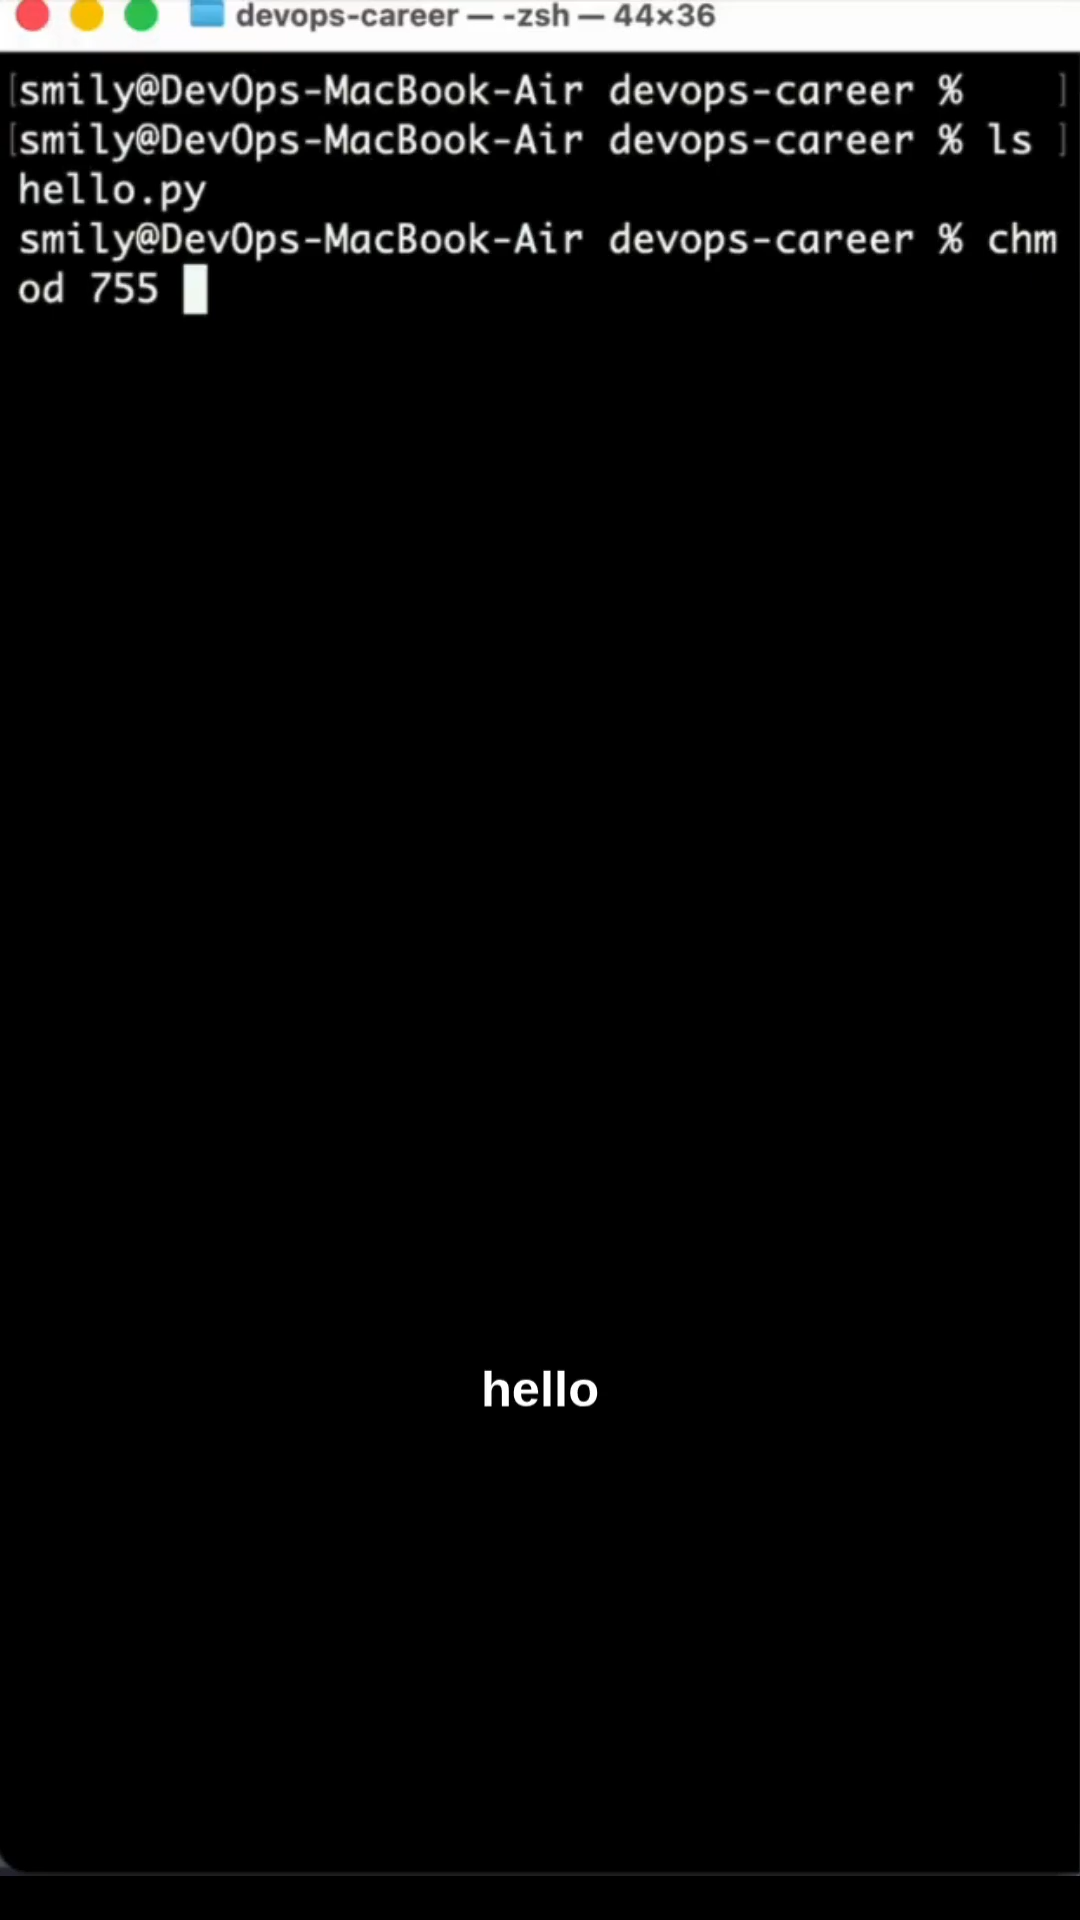 devops-career — -zsh — 44×36
[smily@DevOps-MacBook-Air devops-career % ]
[smily@DevOps-MacBook-Air devops-career % ls ]
hello.py
smily@DevOps-MacBook-Air devops-career % chm
od 755
hello